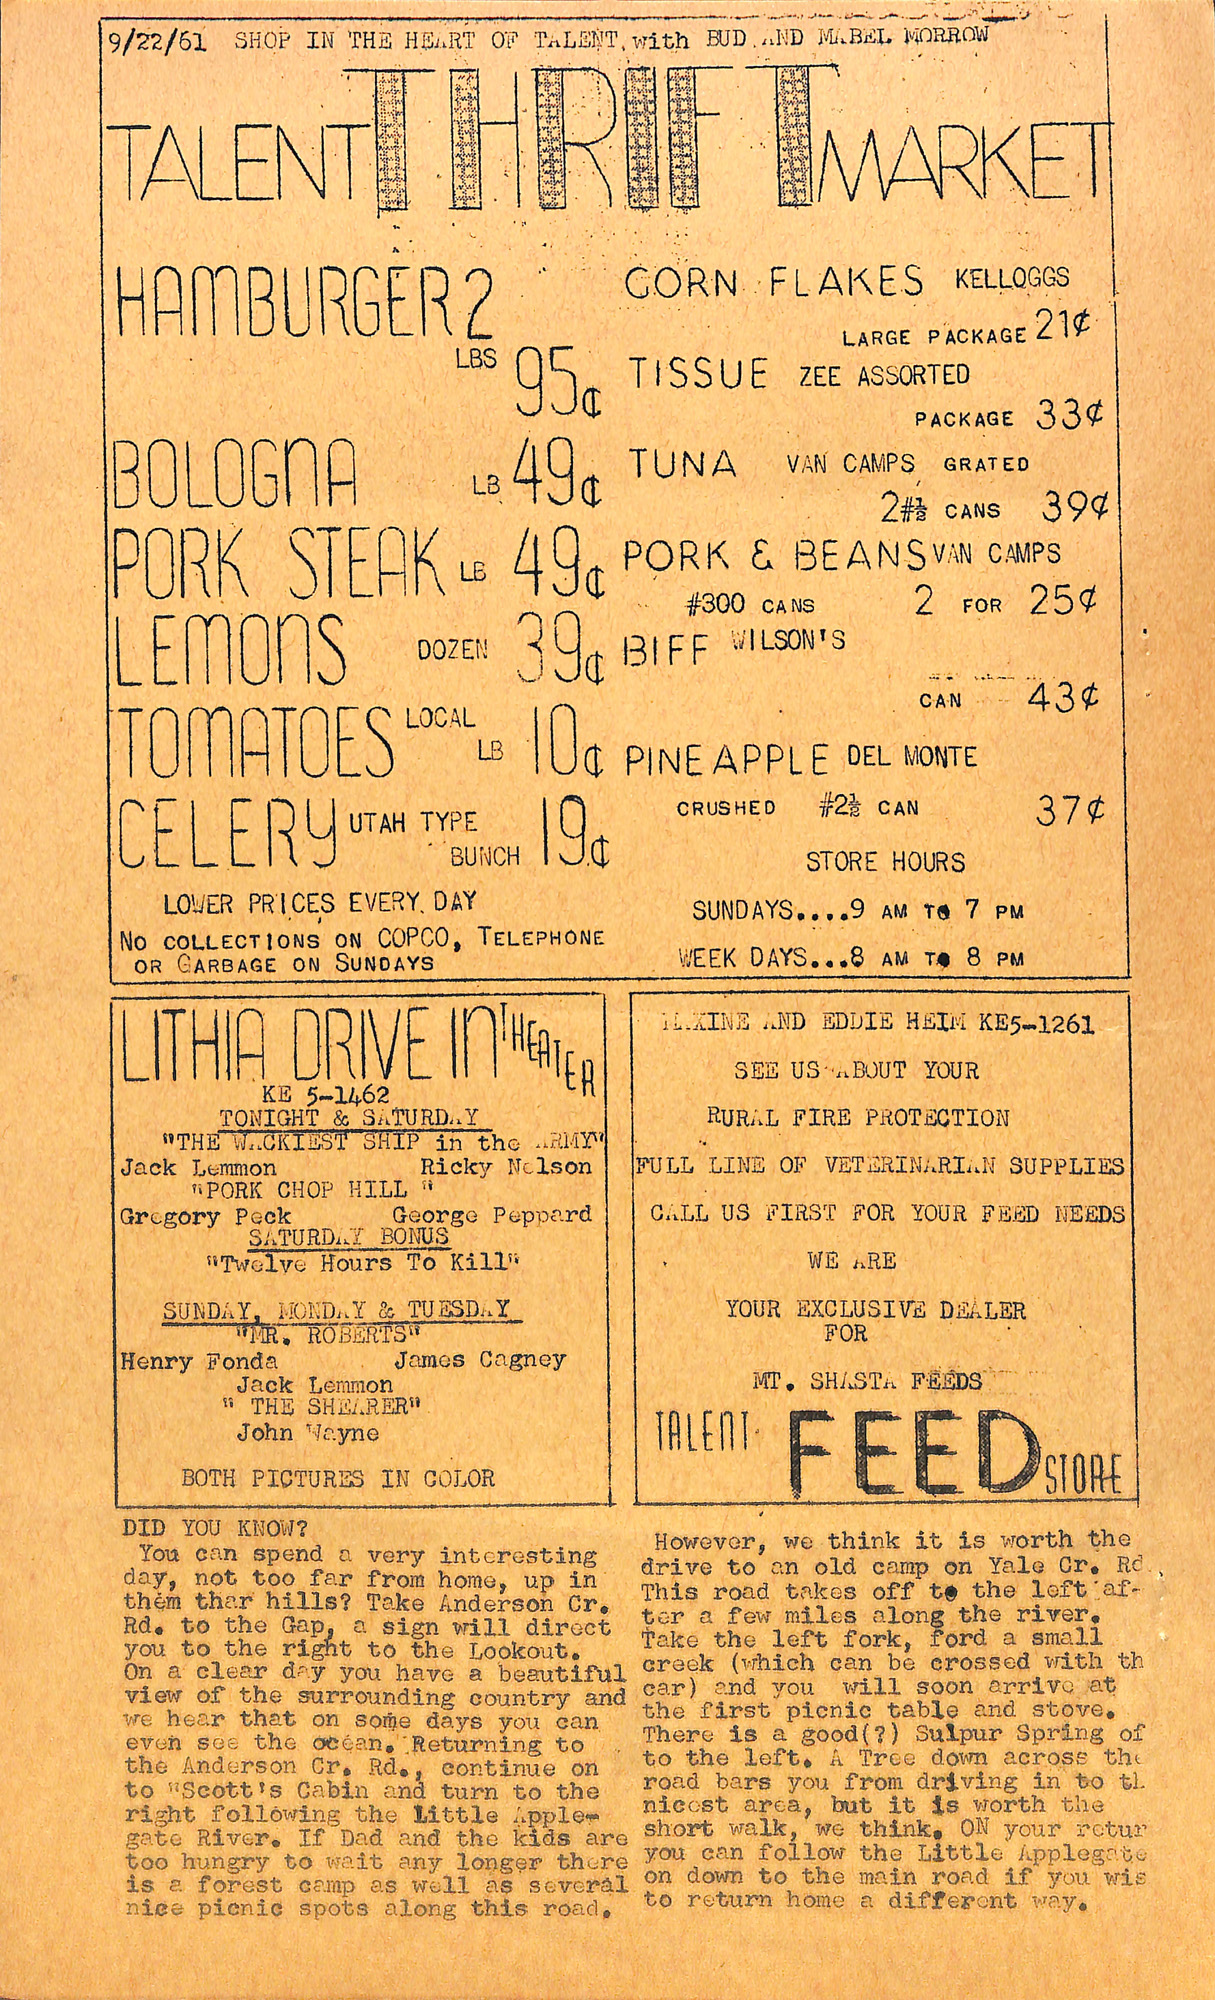 9/22/61 SHOP IN THE HEART OF TALENT, with BUD AND MABEL MORROW
TALENT THRIFT MARKET
HAMBURGER 2
LBS 95¢
BOLOGNA LB 49¢
PORK STEAK LB 49¢
LEMONS DOZEN 39¢
TOMATOES LOCAL LB 10¢
CELERY UTAH TYPE BUNCH 19¢
LOWER PRICES EVERY DAY
NO COLLECTIONS ON COPCO, TELEPHONE
OR GARBAGE ON SUNDAYS
CORN FLAKES KELLOGGS
LARGE PACKAGE 21¢
TISSUE ZEE ASSORTED
PACKAGE 33¢
TUNA VAN CAMPS GRATED
2#½ CANS 39¢
PORK & BEANS VAN CAMPS
#300 CANS 2 FOR 25¢
BIFF WILSON'S
CAN 43¢
PINEAPPLE DEL MONTE
CRUSHED #2½ CAN 37¢
STORE HOURS
SUNDAYS....9 AM TO 7 PM
WEEK DAYS...8 AM TO 8 PM
LITHIA DRIVE IN THEATER
KE 5-1462
TONIGHT & SATURDAY
"THE WACKIEST SHIP in the ARMY"
Jack Lemmon Ricky Nelson
"PORK CHOP HILL "
Gregory Peck George Peppard
SATURDAY BONUS
"Twelve Hours To Kill"
SUNDAY, MONDAY & TUESDAY
"MR. ROBERTS"
Henry Fonda James Cagney
Jack Lemmon
" THE SHEARER"
John Wayne
BOTH PICTURES IN COLOR
MAXINE AND EDDIE HEIM KE5-1261
SEE US ABOUT YOUR
RURAL FIRE PROTECTION
FULL LINE OF VETERINARIAN SUPPLIES
CALL US FIRST FOR YOUR FEED NEEDS
WE ARE
YOUR EXCLUSIVE DEALER
FOR
MT. SHASTA FEEDS
TALENT FEED STORE
DID YOU KNOW?
You can spend a very interesting
day, not too far from home, up in
them thar hills? Take Anderson Cr.
Rd. to the Gap, a sign will direct
you to the right to the Lookout.
On a clear day you have a beautiful
view of the surrounding country and
we hear that on some days you can
even see the ocean. Returning to
the Anderson Cr. Rd., continue on
to "Scott's Cabin and turn to the
right following the Little Apple-
gate River. If Dad and the kids are
too hungry to wait any longer there
is a forest camp as well as several
nice picnic spots along this road.
However, we think it is worth the
drive to an old camp on Yale Cr. Rd.,
This road takes off to the left af-
ter a few miles along the river.
Take the left fork, ford a small
creek (which can be crossed with th
car) and you will soon arrive at
the first picnic table and stove.
There is a good(?) Sulpur Spring of
to the left. A Tree down across the
road bars you from driving in to th
nicest area, but it is worth the
short walk, we think. ON your retur
you can follow the Little Applegate
on down to the main road if you wis
to return home a different way.